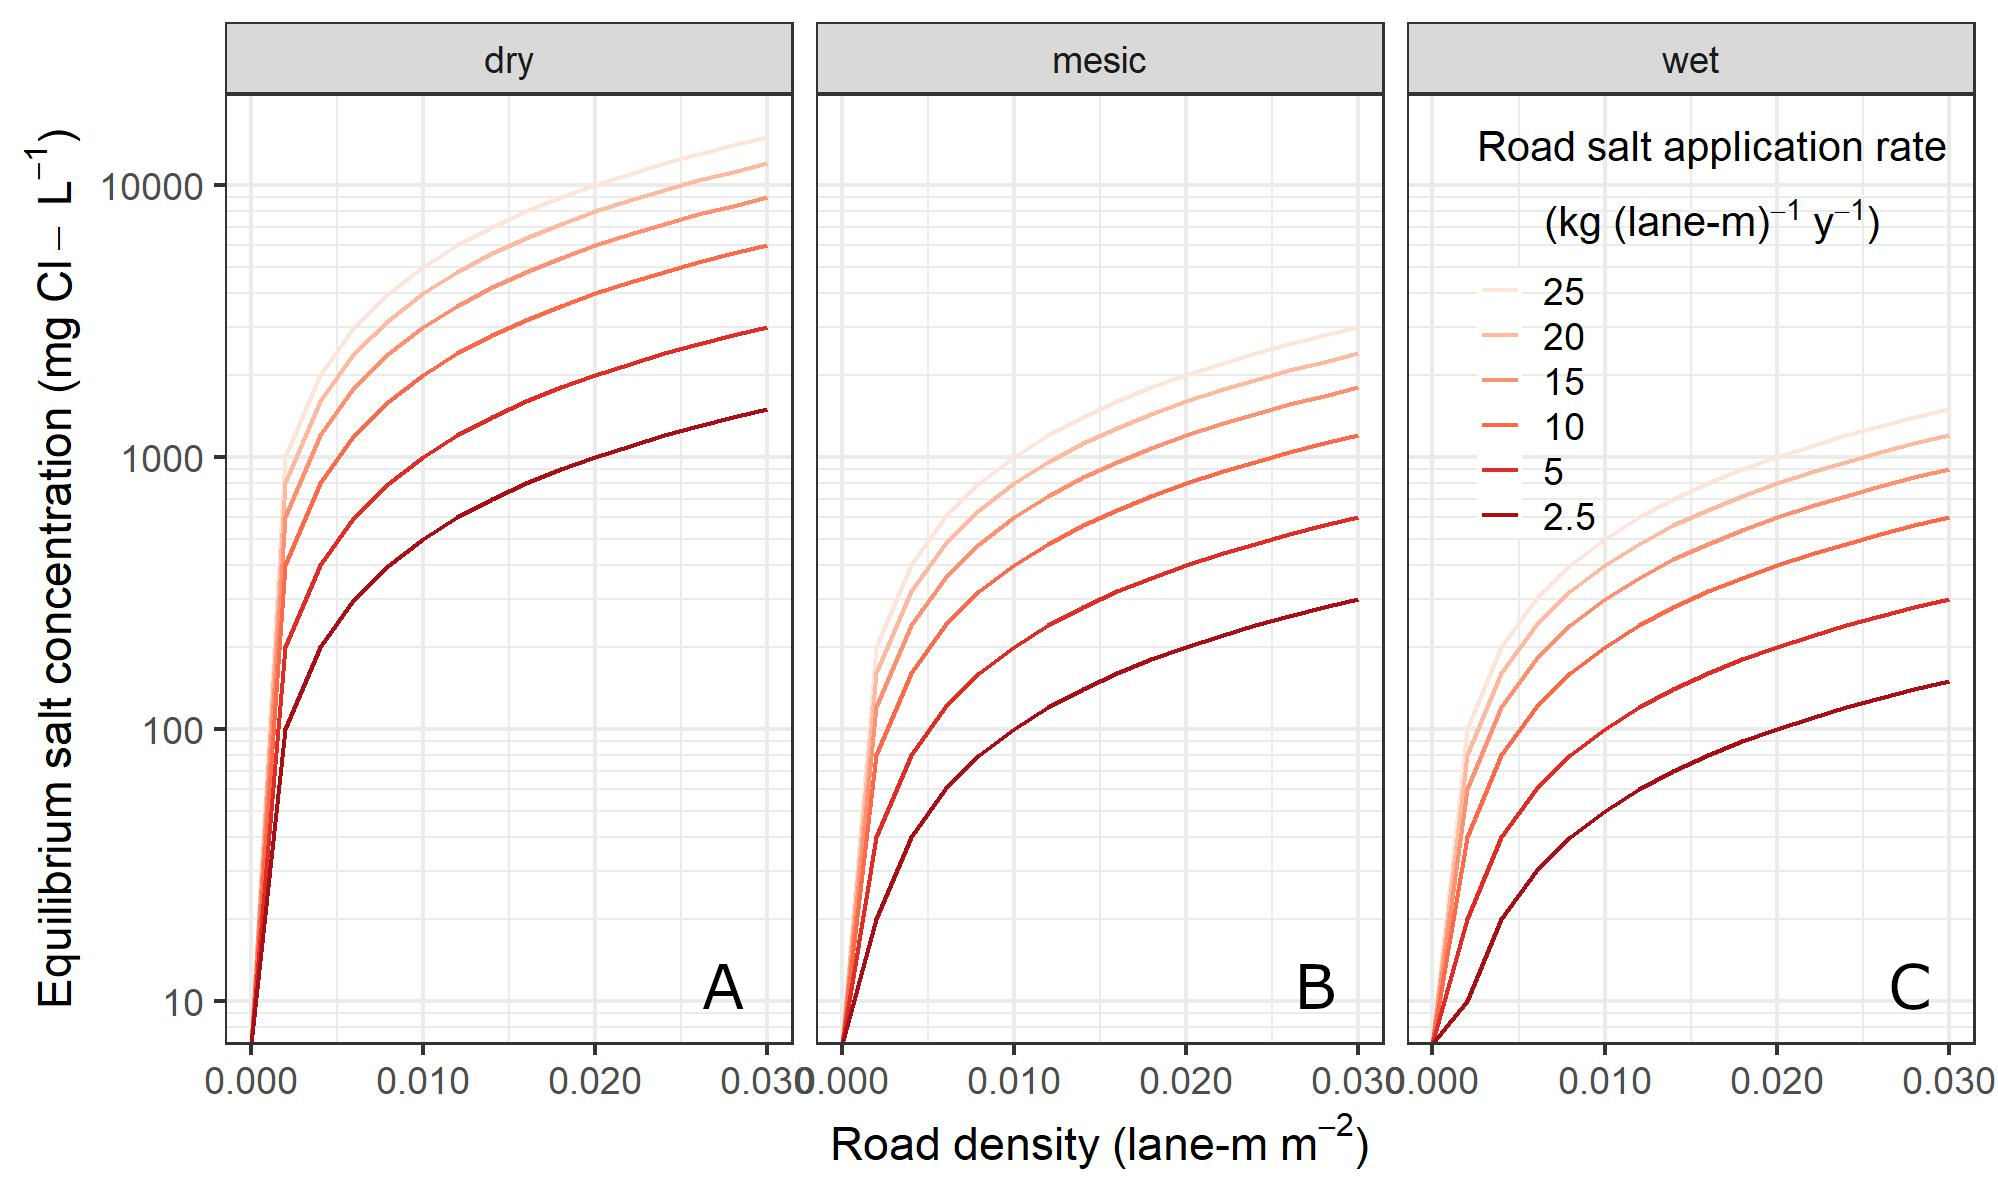 dry
mesic
wet
Equilibrium salt concentration (mg Cl − L⁻¹)
10000
1000
100
10
Road salt application rate
(kg (lane-m)⁻¹ y⁻¹)
25
20
15
10
5
2.5
A
B
C
0.000 0.010 0.020 0.030
0.000 0.010 0.020 0.030
0.000 0.010 0.020 0.030
Road density (lane-m m⁻²)